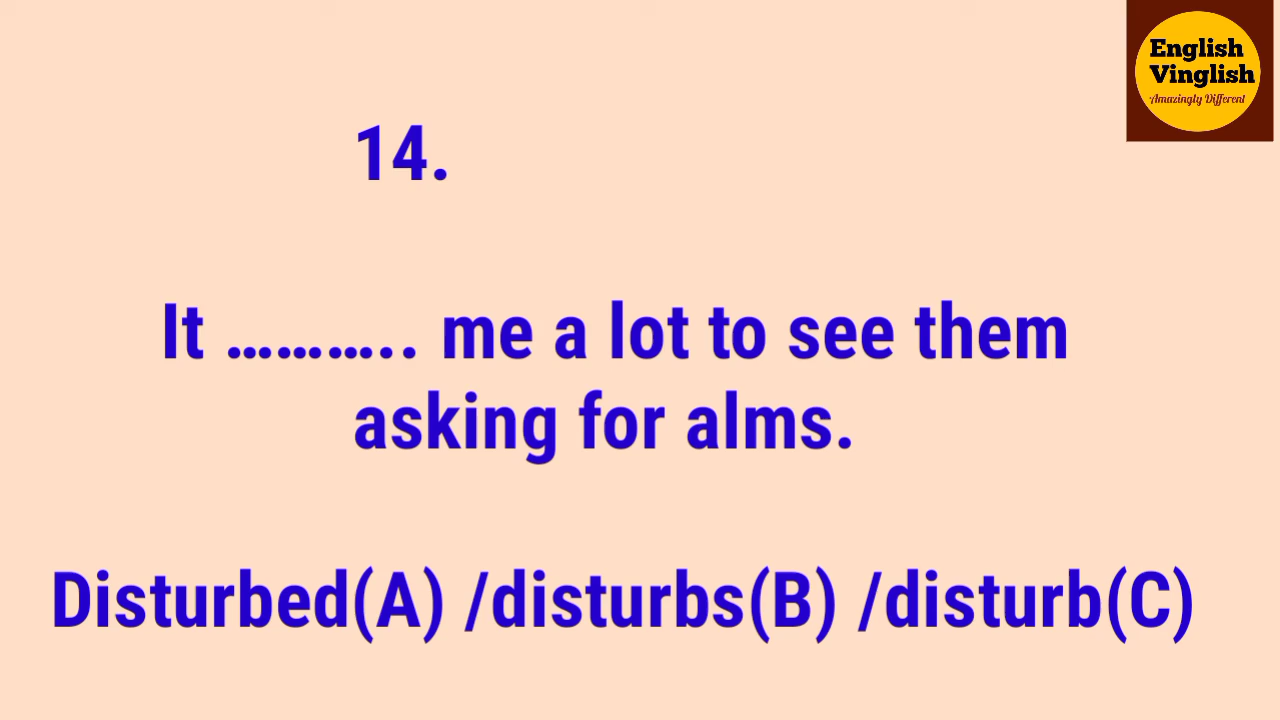 English
Vinglish
Amazingly Different
14.
It ……….. me a lot to see them
asking for alms.
Disturbed(A) /disturbs(B) /disturb(C)